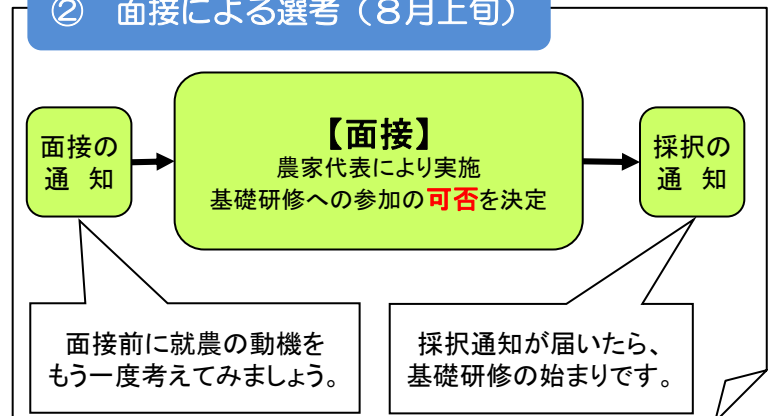 ② 面接による選考（８月上旬）
面接の
通 知
【面接】
農家代表により実施
基礎研修への参加の可否を決定
採択の
通 知
面接前に就農の動機を
もう一度考えてみましょう。
採択通知が届いたら、
基礎研修の始まりです。